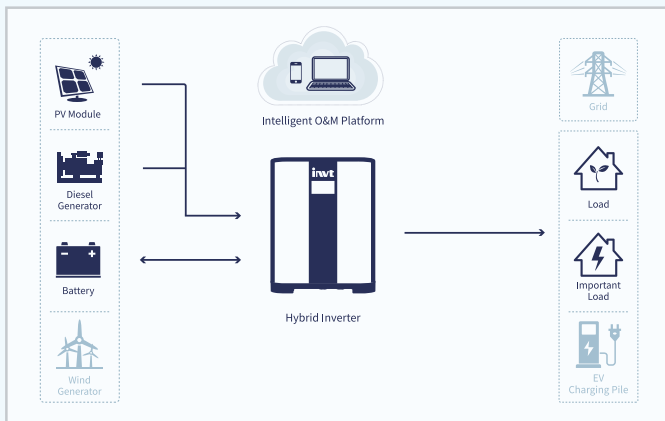 PV Module
Diesel
Generator
Battery
Wind
Generator
Intelligent O&M Platform
invt
Hybrid Inverter
Grid
Load
Important
Load
EV
Charging Pile